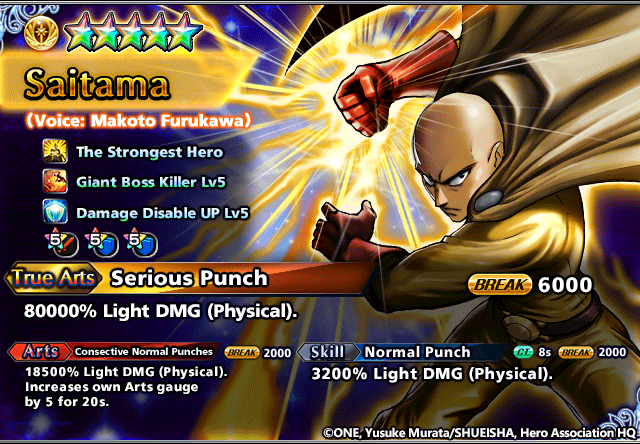 Saitama
(Voice: Makoto Furukawa)
The Strongest Hero
Giant Boss Killer Lv5
Damage Disable UP Lv5
5 5 5
True Arts Serious Punch BREAK 6000
80000% Light DMG (Physical).
Arts Consective Normal Punches BREAK 2000
18500% Light DMG (Physical).
Increases own Arts gauge
by 5 for 20s.
Skill Normal Punch CT 8s BREAK 2000
3200% Light DMG (Physical).
©ONE, Yusuke Murata/SHUEISHA, Hero Association HQ